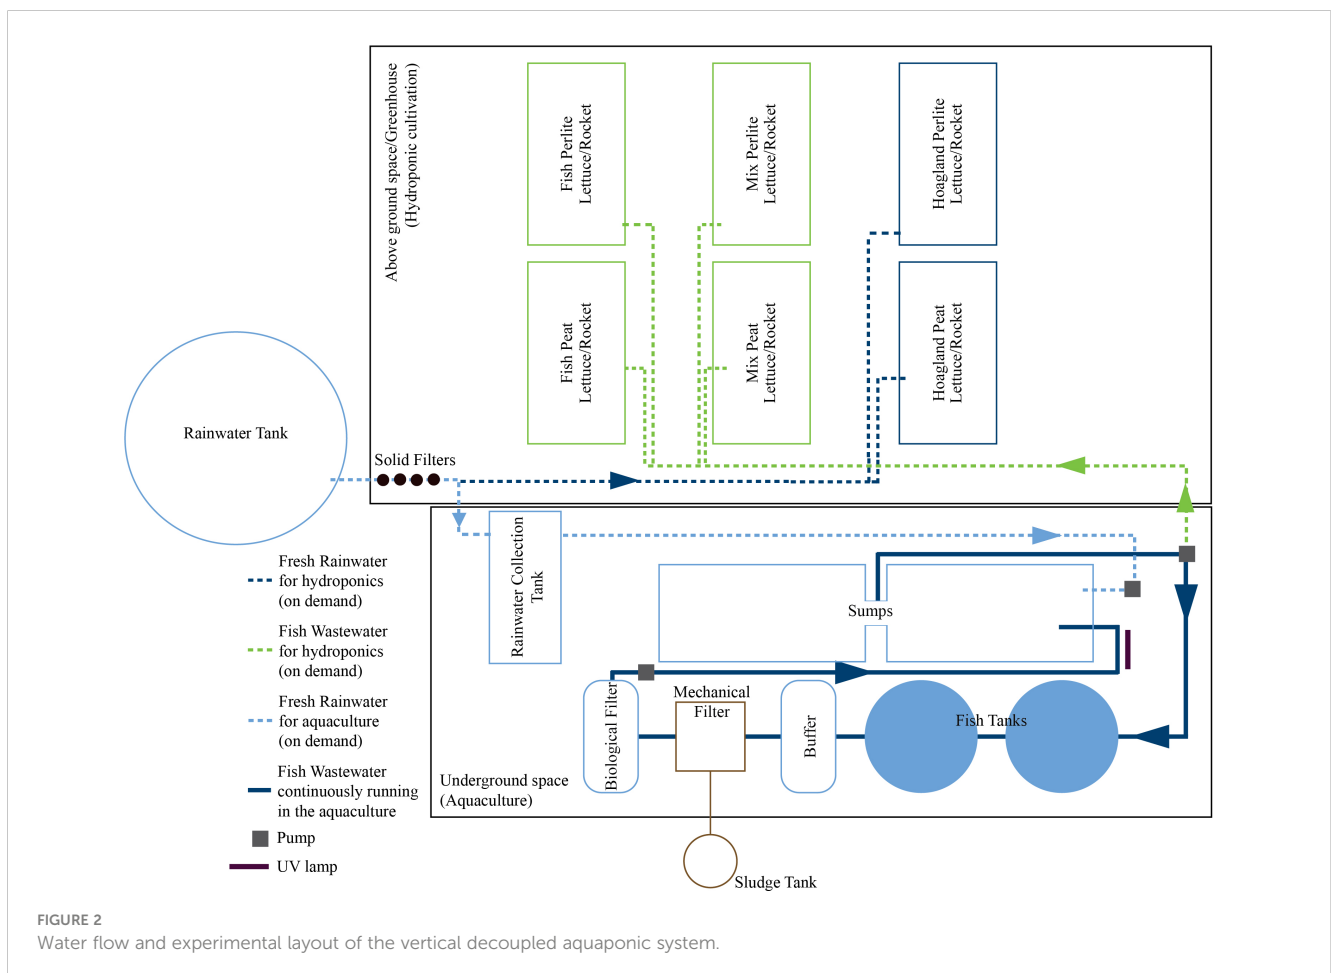 Above ground space/Greenhouse
(Hydroponic cultivation)
Fish Perlite
Lettuce/Rocket
Mix Perlite
Lettuce/Rocket
Hoagland Perlite
Lettuce/Rocket
Fish Peat
Lettuce/Rocket
Mix Peat
Lettuce/Rocket
Hoagland Peat
Lettuce/Rocket
Rainwater Tank
Solid Filters
Rainwater Collection
Tank
Sumps
Biological Filter
Mechanical
Filter
Buffer
Fish Tanks
Underground space
(Aquaculture)
Sludge Tank
Fresh Rainwater
for hydroponics
(on demand)
Fish Wastewater
for hydroponics
(on demand)
Fresh Rainwater
for aquaculture
(on demand)
Fish Wastewater
continuously running
in the aquaculture
Pump
UV lamp
FIGURE 2
Water flow and experimental layout of the vertical decoupled aquaponic system.